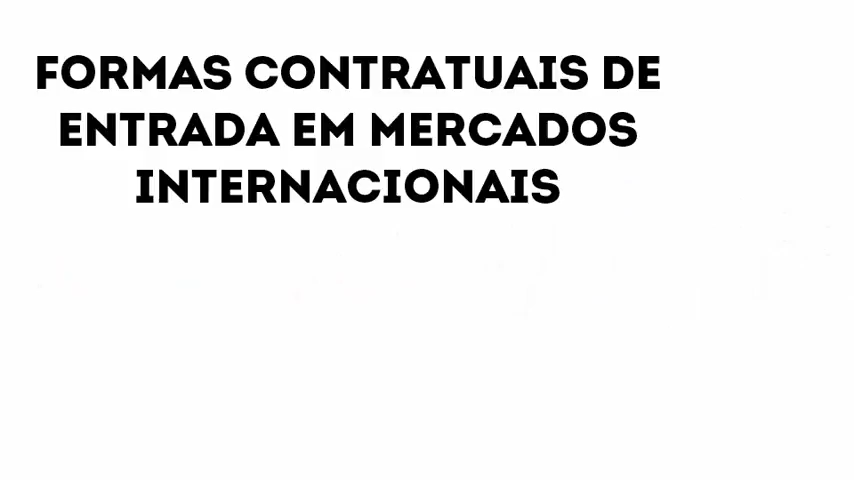 FORMAS CONTRATUAIS DE
ENTRADA EM MERCADOS
INTERNACIONAIS